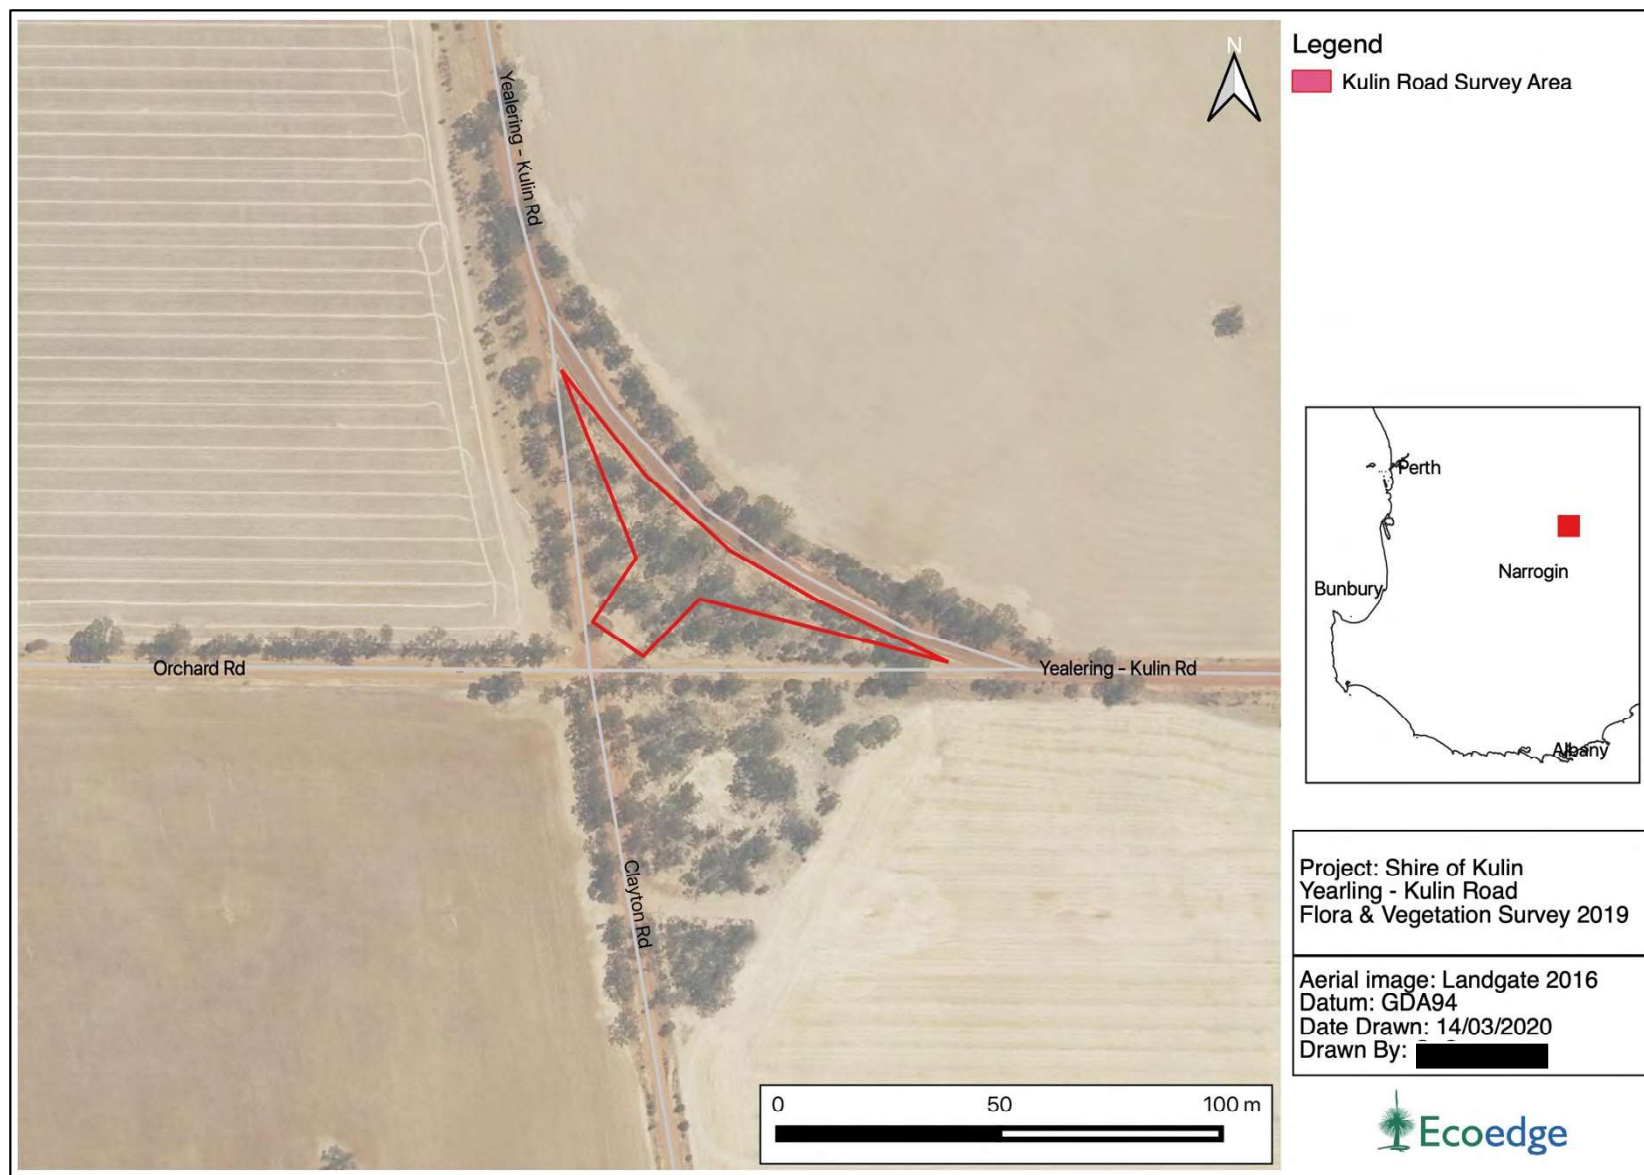 N
Legend
Kulin Road Survey Area
Yealering - Kulin Rd
Perth
Narrogin
Bunbury
Orchard Rd
Yealering - Kulin Rd
Albany
Clayton Rd
Project: Shire of Kulin
Yearling - Kulin Road
Flora & Vegetation Survey 2019
Aerial image: Landgate 2016
Datum: GDA94
Date Drawn: 14/03/2020
Drawn By:
0 50 100 m
Ecoedge